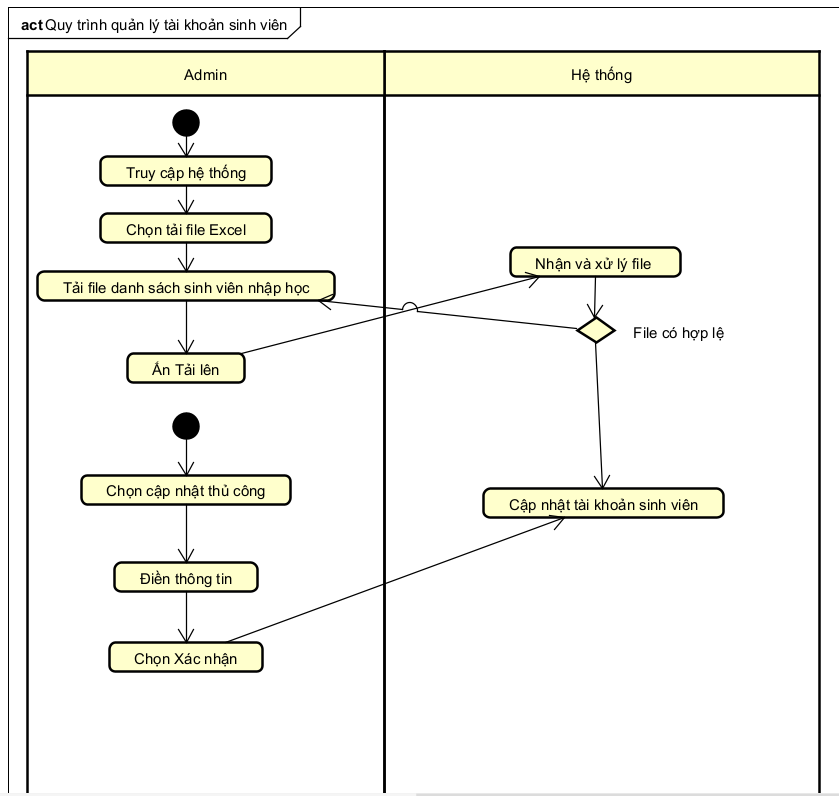 act Quy trình quản lý tài khoản sinh viên
Admin
Hệ thống
Truy cập hệ thống
Chọn tải file Excel
Tải file danh sách sinh viên nhập học
Nhận và xử lý file
File có hợp lệ
Ấn Tải lên
Chọn cập nhật thủ công
Cập nhật tài khoản sinh viên
Điền thông tin
Chọn Xác nhận